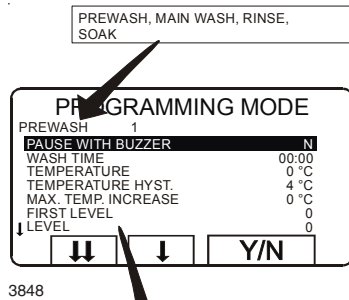 PREWASH, MAIN WASH, RINSE,
SOAK
PROGRAMMING MODE
PREWASH 1
PAUSE WITH BUZZER N
WASH TIME 00:00
TEMPERATURE 0 °C
TEMPERATURE HYST. 4 °C
MAX. TEMP. INCREASE 0 °C
FIRST LEVEL 0
LEVEL 0
Y/N
3848